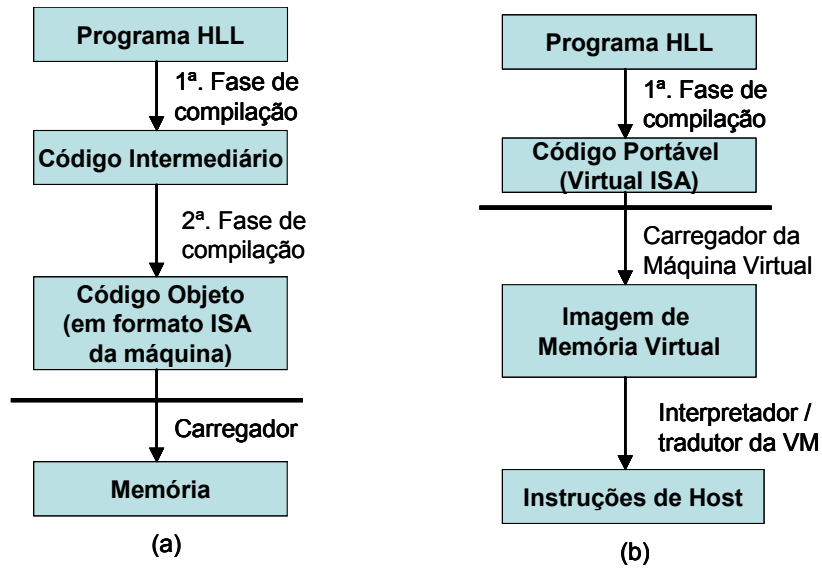 Programa HLL
1ª. Fase de
compilação
Código Intermediário
2ª. Fase de
compilação
Código Objeto
(em formato ISA
da máquina)
Carregador
Memória
(a)
Programa HLL
1ª. Fase de
compilação
Código Portável
(Virtual ISA)
Carregador da
Máquina Virtual
Imagem de
Memória Virtual
Interpretador /
tradutor da VM
Instruções de Host
(b)